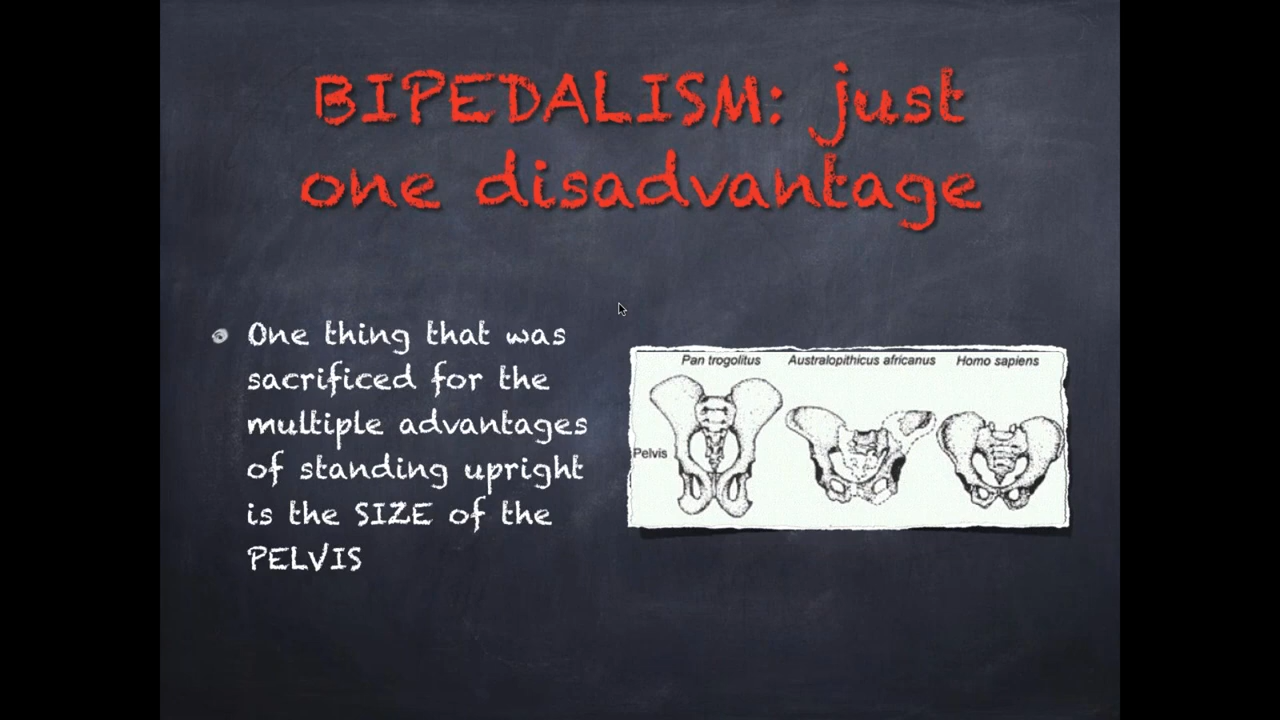 BIPEDALISM: just
one disadvantage
One thing that was
sacrificed for the
multiple advantages
of standing upright
is the SIZE of the
PELVIS
Pan trogolitus Australopithicus africanus Homo sapiens
Pelvis